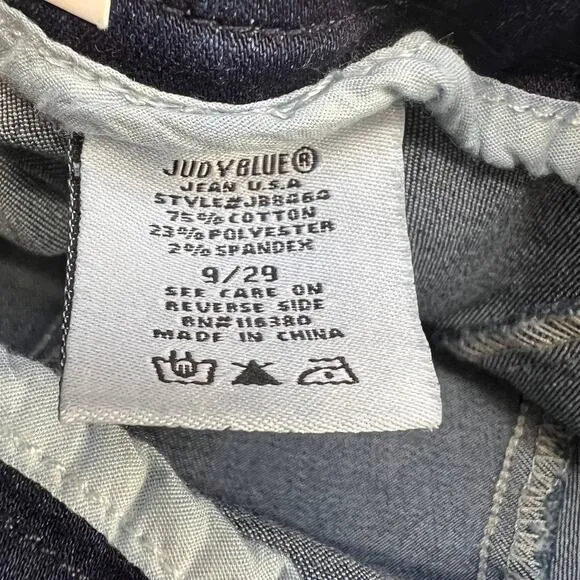 JUDYBLUE®
JEAN U.S.A
STYLE#JB8464
75% COTTON
23% POLYESTER
2% SPANDEX
9/29
SEE CARE ON
REVERSE SIDE
RN#116380
MADE IN CHINA